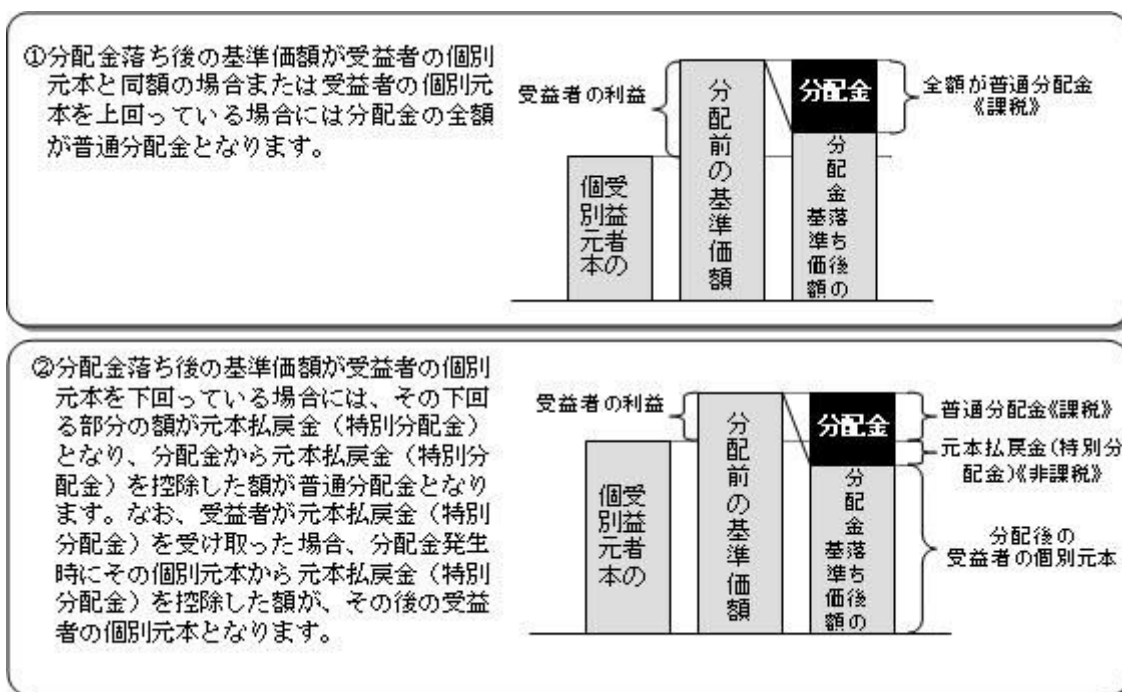 ①分配金落ち後の基準価額が受益者の個別
元本と同額の場合または受益者の個別元
本を上回っている場合には分配金の全額
が普通分配金となります。
受益者の利益
受益者の
個別元本
分配前の基準価額
分配金
分配金落ち後の
基準価額
全額が普通分配金
《課税》
②分配金落ち後の基準価額が受益者の個別
元本を下回っている場合には、その下回
る部分の額が元本払戻金（特別分配金）
となり、分配金から元本払戻金（特別分
配金）を控除した額が普通分配金となり
ます。なお、受益者が元本払戻金（特別
分配金）を受け取った場合、分配金発生
時にその個別元本から元本払戻金（特別
分配金）を控除した額が、その後の受益
者の個別元本となります。
受益者の利益
受益者の
個別元本
分配前の基準価額
分配金
分配金落ち後の
基準価額
普通分配金《課税》
元本払戻金(特別分
配金)《非課税》
分配後の
受益者の個別元本